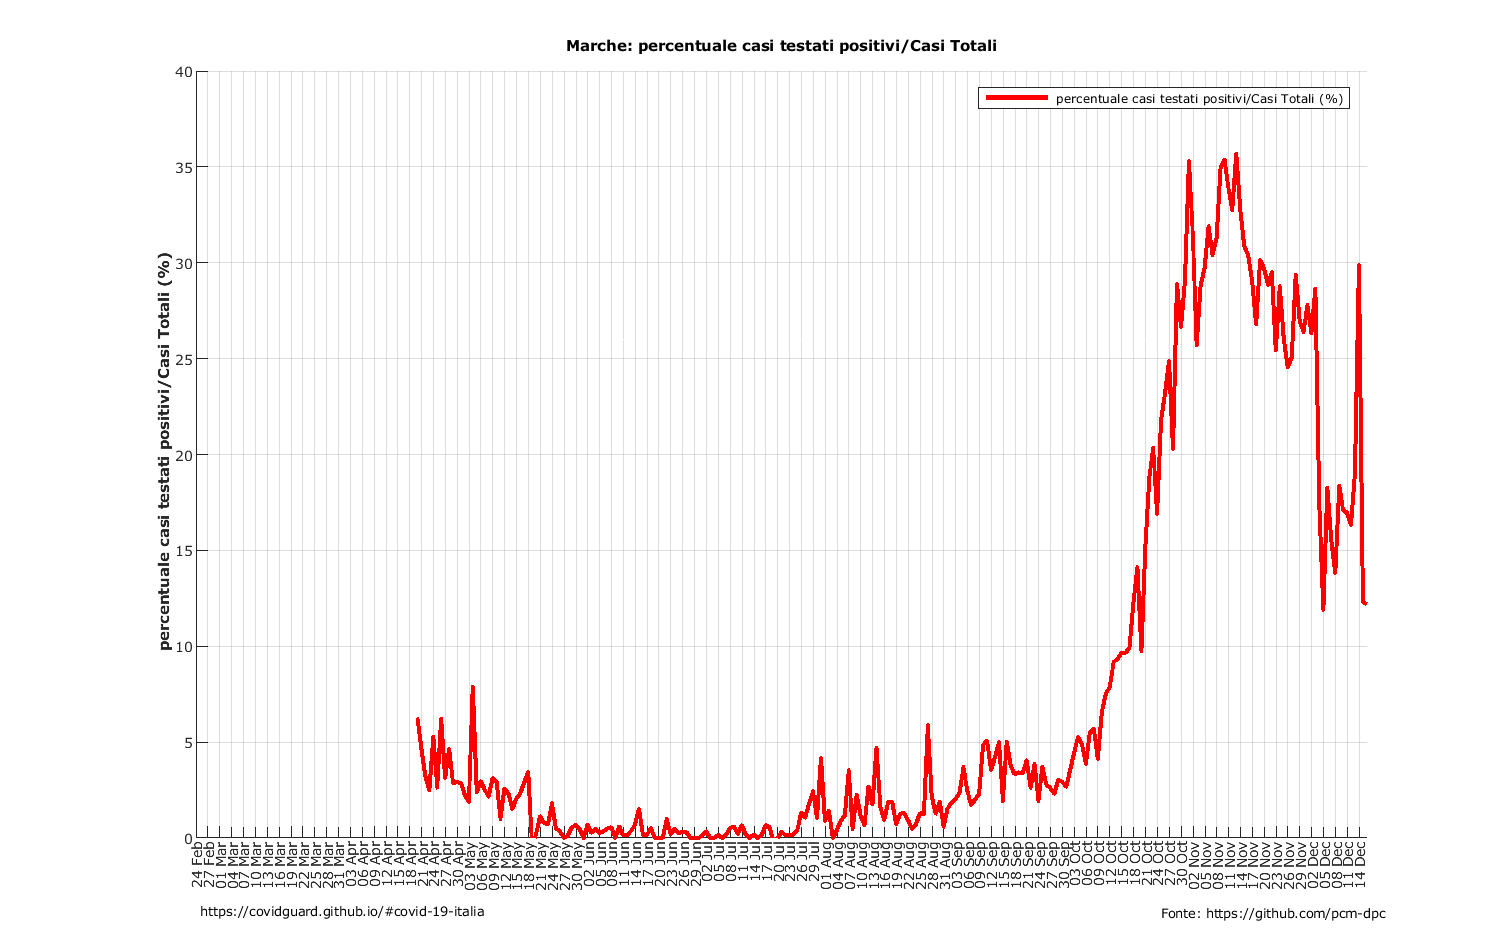 Marche: percentuale casi testati positivi/Casi Totali
percentuale casi testati positivi/Casi Totali (%)
percentuale casi testati positivi/Casi Totali (%)
40
35
30
25
20
15
10
5
0
24 Feb
27 Feb
01 Mar
04 Mar
07 Mar
10 Mar
13 Mar
16 Mar
19 Mar
22 Mar
25 Mar
28 Mar
31 Mar
03 Apr
06 Apr
09 Apr
12 Apr
15 Apr
18 Apr
21 Apr
24 Apr
27 Apr
30 Apr
03 May
06 May
09 May
12 May
15 May
18 May
21 May
24 May
27 May
30 May
02 Jun
05 Jun
08 Jun
11 Jun
14 Jun
17 Jun
20 Jun
23 Jun
26 Jun
29 Jun
02 Jul
05 Jul
08 Jul
11 Jul
14 Jul
17 Jul
20 Jul
23 Jul
26 Jul
29 Jul
01 Aug
04 Aug
07 Aug
10 Aug
13 Aug
16 Aug
19 Aug
22 Aug
25 Aug
28 Aug
31 Aug
03 Sep
06 Sep
09 Sep
12 Sep
15 Sep
18 Sep
21 Sep
24 Sep
27 Sep
30 Sep
03 Oct
06 Oct
09 Oct
12 Oct
15 Oct
18 Oct
21 Oct
24 Oct
27 Oct
30 Oct
02 Nov
05 Nov
08 Nov
11 Nov
14 Nov
17 Nov
20 Nov
23 Nov
26 Nov
29 Nov
02 Dec
05 Dec
08 Dec
11 Dec
14 Dec
https://covidguard.github.io/#covid-19-italia
Fonte: https://github.com/pcm-dpc